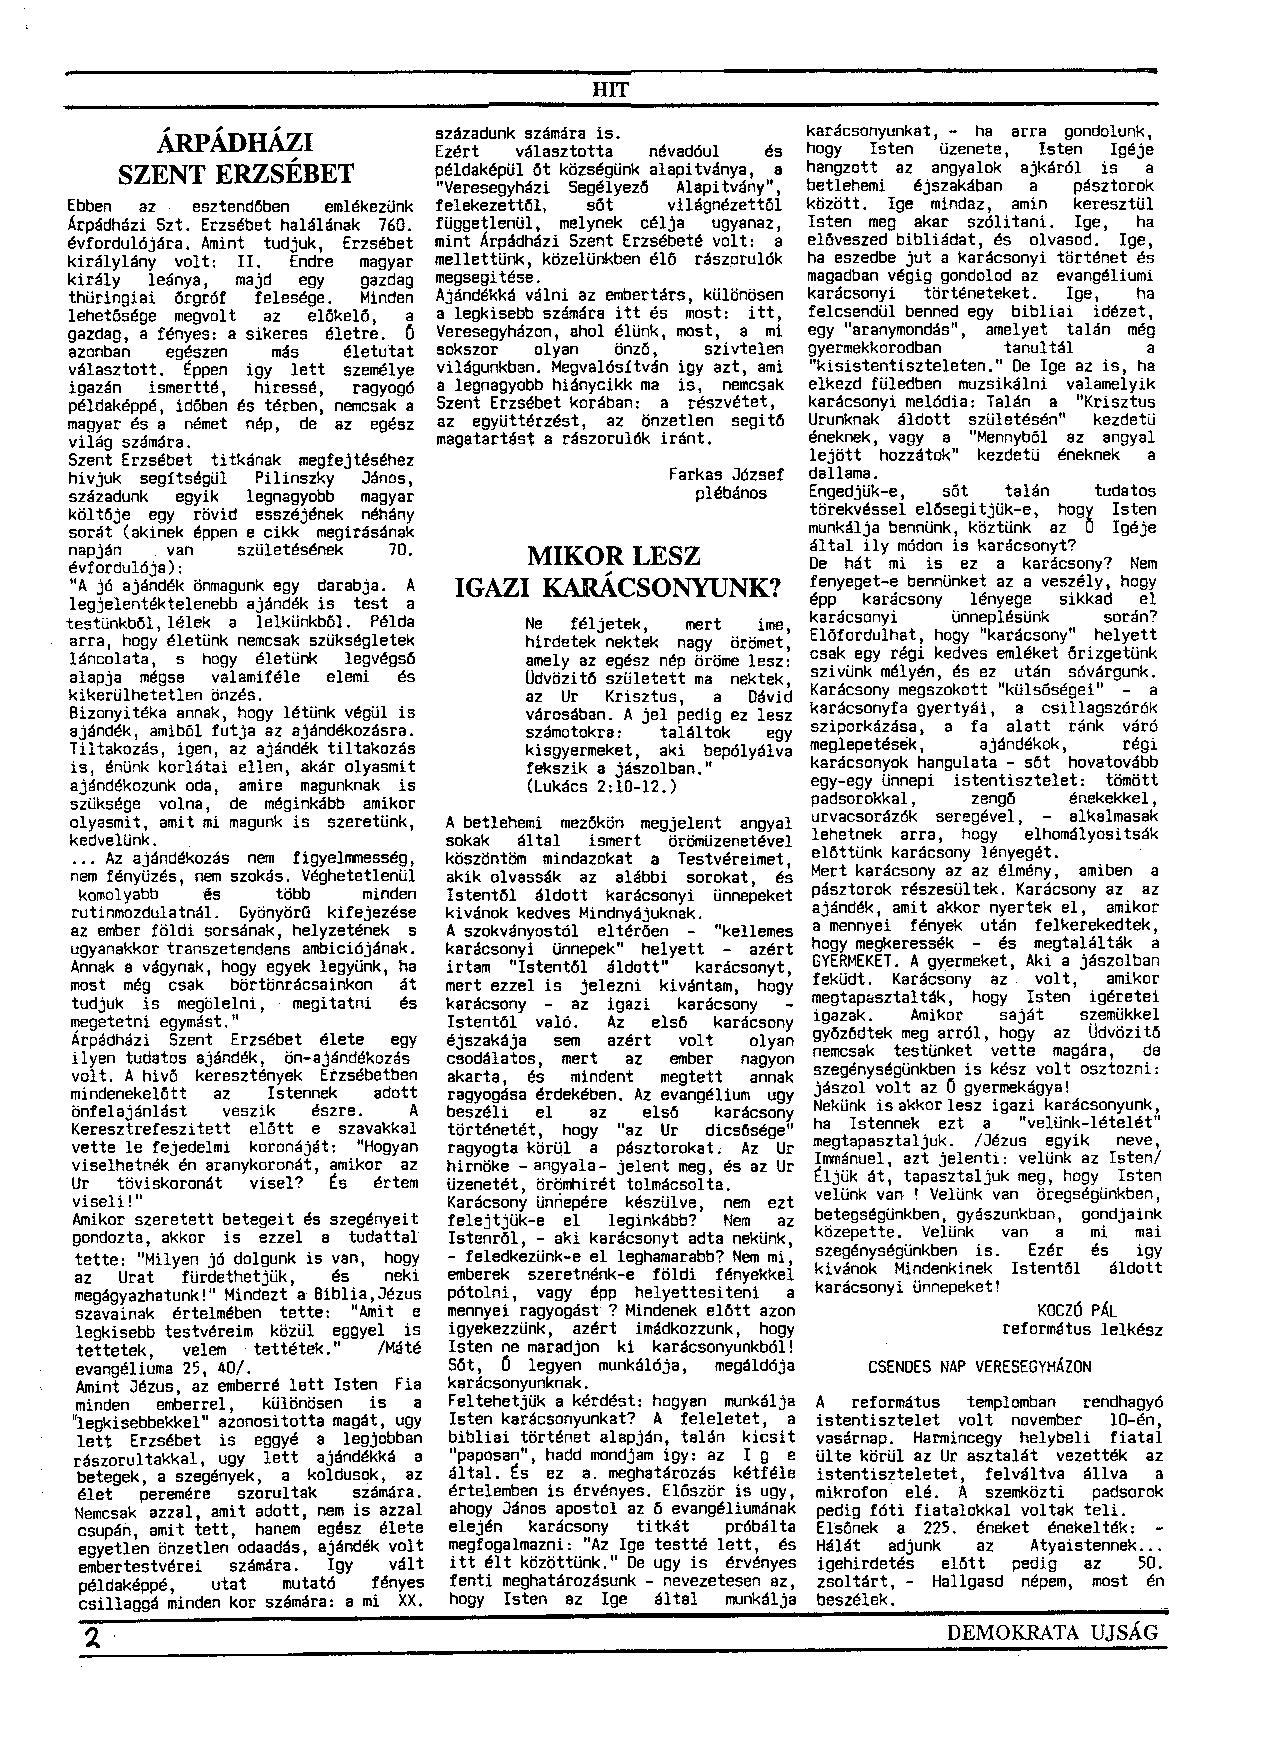 HIT
ÁRPÁDHÁZI
SZENT ERZSÉBET
Ebben az esztendőben emlékezünk
Árpádházi Szt. Erzsébet halálának 760.
évfordulójára. Amint tudjuk, Erzsébet
királylány volt: II. Endre magyar
király leánya, majd egy gazdag
thüringiai őrgróf felesége. Minden
lehetősége megvolt az előkelő, a
gazdag, a fényes: a sikeres életre. Ő
azonban egészen más életutat
választott. Éppen igy lett személye
igazán ismertté, hiressé, ragyogó
példaképpé, időben és térben, nemcsak a
magyar és a német nép, de az egész
világ számára.
Szent Erzsébet titkának megfejtéséhez
hivjuk segítségül Pilinszky János,
századunk egyik legnagyobb magyar
költője egy rövid esszéjének néhány
sorát (akinek éppen e cikk megirásának
napján van születésének 70.
évfordulója):
"A jó ajándék önmagunk egy darabja. A
legjelentéktelenebb ajándék is test a
testünkből, lélek a lelkünkből. Példa
arra, hogy életünk nemcsak szükségletek
láncolata, s hogy életünk legvégső
alapja mégse valamiféle elemi és
kikerülhetetlen önzés.
Bizonyitéka annak, hogy létünk végül is
ajándék, amiből futja az ajándékozásra.
Tiltakozás, igen, az ajándék tiltakozás
is, énünk korlátai ellen, akár olyasmit
ajándékozunk oda, amire magunknak is
szüksége volna, de méginkább amikor
olyasmit, amit mi magunk is szeretünk,
kedvelünk.
... Az ajándékozás nem figyelmmesség,
nem fényüzés, nem szokás. Véghetetlenül
komolyabb és több minden
rutinmozdulatnál. Gyönyörű kifejezése
az ember földi sorsának, helyzetének s
ugyanakkor transzetendens ambiciójának.
Annak a vágynak, hogy egyek legyünk, ha
most még csak börtönrácsainkon át
tudjuk is megölelni, megitatni és
megetetni egymást."
Árpádházi Szent Erzsébet élete egy
ilyen tudatos ajándék, ön-ajándékozás
volt. A hivő keresztények Erzsébetben
mindenekelőtt az Istennek adott
önfelajánlást veszik észre. A
Keresztrefeszitett előtt e szavakkal
vette le fejedelmi koronáját: "Hogyan
viselhetnék én aranykoronát, amikor az
Ur töviskoronát visel? És értem
viseli!"
Amikor szeretett betegeit és szegényeit
gondozta, akkor is ezzel a tudattal
tette: "Milyen jó dolgunk is van, hogy
az Urat fürdethetjük, és neki
megágyazhatunk!" Mindezt a Biblia,Jézus
szavainak értelmében tette: "Amit e
legkisebb testvéreim közül eggyel is
tettetek, velem tettétek." /Máté
evangéliuma 25, 40/.
Amint Jézus, az emberré lett Isten Fia
minden emberrel, különösen is a
"legkisebbekkel" azonositotta magát, ugy
lett Erzsébet is eggyé a legjobban
rászorultakkal, ugy lett ajándékká a
betegek, a szegények, a koldusok, az
élet peremére szorultak számára.
Nemcsak azzal, amit adott, nem is azzal
csupán, amit tett, hanem egész élete
egyetlen önzetlen odaadás, ajándék volt
embertestvérei számára. Igy vált
példaképpé, utat mutató fényes
csillaggá minden kor számára: a mi XX.
századunk számára is.
Ezért választotta névadóul és
példaképül őt községünk alapitványa, a
"Veresegyházi Segélyező Alapitvány",
felekezettől, sőt világnézettől
függetlenül, melynek célja ugyanaz,
mint Árpádházi Szent Erzsébeté volt: a
mellettünk, közelünkben élő rászorulók
megsegitése.
Ajándékká válni az embertárs, különösen
a legkisebb számára itt és most: itt,
Veresegyházon, ahol élünk, most, a mi
sokszor olyan önző, szivtelen
világunkban. Megvalósítván igy azt, ami
a legnagyobb hiánycikk ma is, nemcsak
Szent Erzsébet korában: a részvétet,
az együttérzést, az önzetlen segitő
magatartást a rászorulók iránt.
Farkas József
plébános
MIKOR LESZ
IGAZI KARÁCSONYUNK?
Ne féljetek, mert ime,
hirdetek nektek nagy örömet,
amely az egész nép öröme lesz:
Üdvözitő született ma nektek,
az Ur Krisztus, a Dávid
városában. A jel pedig ez lesz
számotokra: találtok egy
kisgyermeket, aki bepólyálva
fekszik a jászolban."
(Lukács 2:10-12.)
A betlehemi mezőkön megjelent angyal
sokak által ismert örömüzenetével
köszöntöm mindazokat a Testvéreimet,
akik olvassák az alábbi sorokat, és
Istentől áldott karácsonyi ünnepeket
kivánok kedves Mindnyájuknak.
A szokványostól eltérően - "kellemes
karácsonyi ünnepek" helyett - azért
irtam "Istentől áldott" karácsonyt,
mert ezzel is jelezni kivántam, hogy
karácsony - az igazi karácsony -
Istentől való. Az első karácsony
éjszakája sem azért volt olyan
csodálatos, mert az ember nagyon
akarta, és mindent megtett annak
ragyogása érdekében. Az evangélium ugy
beszéli el az első karácsony
történetét, hogy "az Ur dicsősége"
ragyogta körül a pásztorokat. Az Ur
hirnöke - angyala- jelent meg, és az Ur
üzenetét, örömhirét tolmácsolta.
Karácsony ünnepére készülve, nem ezt
felejtjük-e el leginkább? Nem az
Istenről, - aki karácsonyt adta nekünk,
- feledkezünk-e el leghamarabb? Nem mi,
emberek szeretnénk-e földi fényekkel
pótolni, vagy épp helyettesiteni a
mennyei ragyogást ? Mindenek előtt azon
igyekezzünk, azért imádkozzunk, hogy
Isten ne maradjon ki karácsonyunkból!
Sőt, Ő legyen munkálója, megáldója
karácsonyunknak.
Feltehetjük a kérdést: hogyan munkálja
Isten karácsonyunkat? A feleletet, a
bibliai történet alapján, talán kicsit
"paposan", hadd mondjam igy: az I g e
által. És ez a. meghatározás kétféle
értelemben is érvényes. Először is ugy,
ahogy János apostol az ő evangéliumának
elején karácsony titkát próbálta
megfogalmazni: "Az Ige testté lett, és
itt élt közöttünk." De ugy is érvényes
fenti meghatározásunk - nevezetesen az,
hogy Isten az Ige által munkálja
karácsonyunkat, - ha arra gondolunk,
hogy Isten üzenete, Isten Igéje
hangzott az angyalok ajkáról is a
betlehemi éjszakában a pásztorok
között. Ige mindaz, amin keresztül
Isten meg akar szólitani. Ige, ha
előveszed bibliádat, és olvasod. Ige,
ha eszedbe jut a karácsonyi történet és
magadban végig gondolod az evangéliumi
karácsonyi történeteket. Ige, ha
felcsendül benned egy bibliai idézet,
egy "aranymondás", amelyet talán még
gyermekkorodban tanultál a
"kisistentiszteleten." De Ige az is, ha
elkezd füledben muzsikálni valamelyik
karácsonyi melódia: Talán a "Krisztus
Urunknak áldott születésén" kezdetü
éneknek, vagy a "Mennyből az angyal
lejött hozzátok" kezdetü éneknek a
dallama.
Engedjük-e, sőt talán tudatos
törekvéssel elősegitjük-e, hogy Isten
munkálja bennünk, köztünk az Ő Igéje
által ily módon is karácsonyt?
De hát mi is ez a karácsony? Nem
fenyeget-e bennünket az a veszély, hogy
épp karácsony lényege sikkad el
karácsonyi ünneplésünk során?
Előfordulhat, hogy "karácsony" helyett
csak egy régi kedves emléket őrizgetünk
szivünk mélyén, és ez után sóvárgunk.
Karácsony megszokott "külsőségei" - a
karácsonyfa gyertyái, a csillagszórók
sziporkázása, a fa alatt ránk váró
meglepetések, ajándékok, régi
karácsonyok hangulata - sőt hovatovább
egy-egy ünnepi istentisztelet: tömött
padsorokkal, zengő énekekkel,
urvacsorázók seregével, - alkalmasak
lehetnek arra, hogy elhomályositsák
előttünk karácsony lényegét.
Mert karácsony az az élmény, amiben a
pásztorok részesültek. Karácsony az az
ajándék, amit akkor nyertek el, amikor
a mennyei fények után felkerekedtek,
hogy megkeressék - és megtalálták a
GYERMEKET. A gyermeket, Aki a jászolban
feküdt. Karácsony az volt, amikor
megtapasztalták, hogy Isten igéretei
igazak. Amikor saját szemükkel
győződtek meg arról, hogy az Üdvözitő
nemcsak testünket vette magára, de
szegénységünkben is kész volt osztozni:
jászol volt az Ő gyermekágya!
Nekünk is akkor lesz igazi karácsonyunk,
ha Istennek ezt a "velünk-lételét"
megtapasztaljuk. /Jézus egyik neve,
Immánuel, azt jelenti: velünk az Isten/
Éljük át, tapasztaljuk meg, hogy Isten
velünk van ! Velünk van öregségünkben,
betegségünkben, gyászunkban, gondjaink
közepette. Velünk van a mi mai
szegénységünkben is. Ezér és igy
kivánok Mindenkinek Istentől áldott
karácsonyi ünnepeket!
KOCZÓ PÁL
református lelkész
CSENDES NAP VERESEGYHÁZON
A református templomban rendhagyó
istentisztelet volt november 10-én,
vasárnap. Harmincegy helybeli fiatal
ülte körül az Ur asztalát vezették az
istentiszteletet, felváltva állva a
mikrofon elé. A szemközti padsorok
pedig fóti fiatalokkal voltak teli.
Elsőnek a 225. éneket énekelték: -
Hálát adjunk az Atyaistennek...
igehirdetés előtt pedig az 50.
zsoltárt, - Hallgasd népem, most én
beszélek.
2
DEMOKRATA UJSÁG